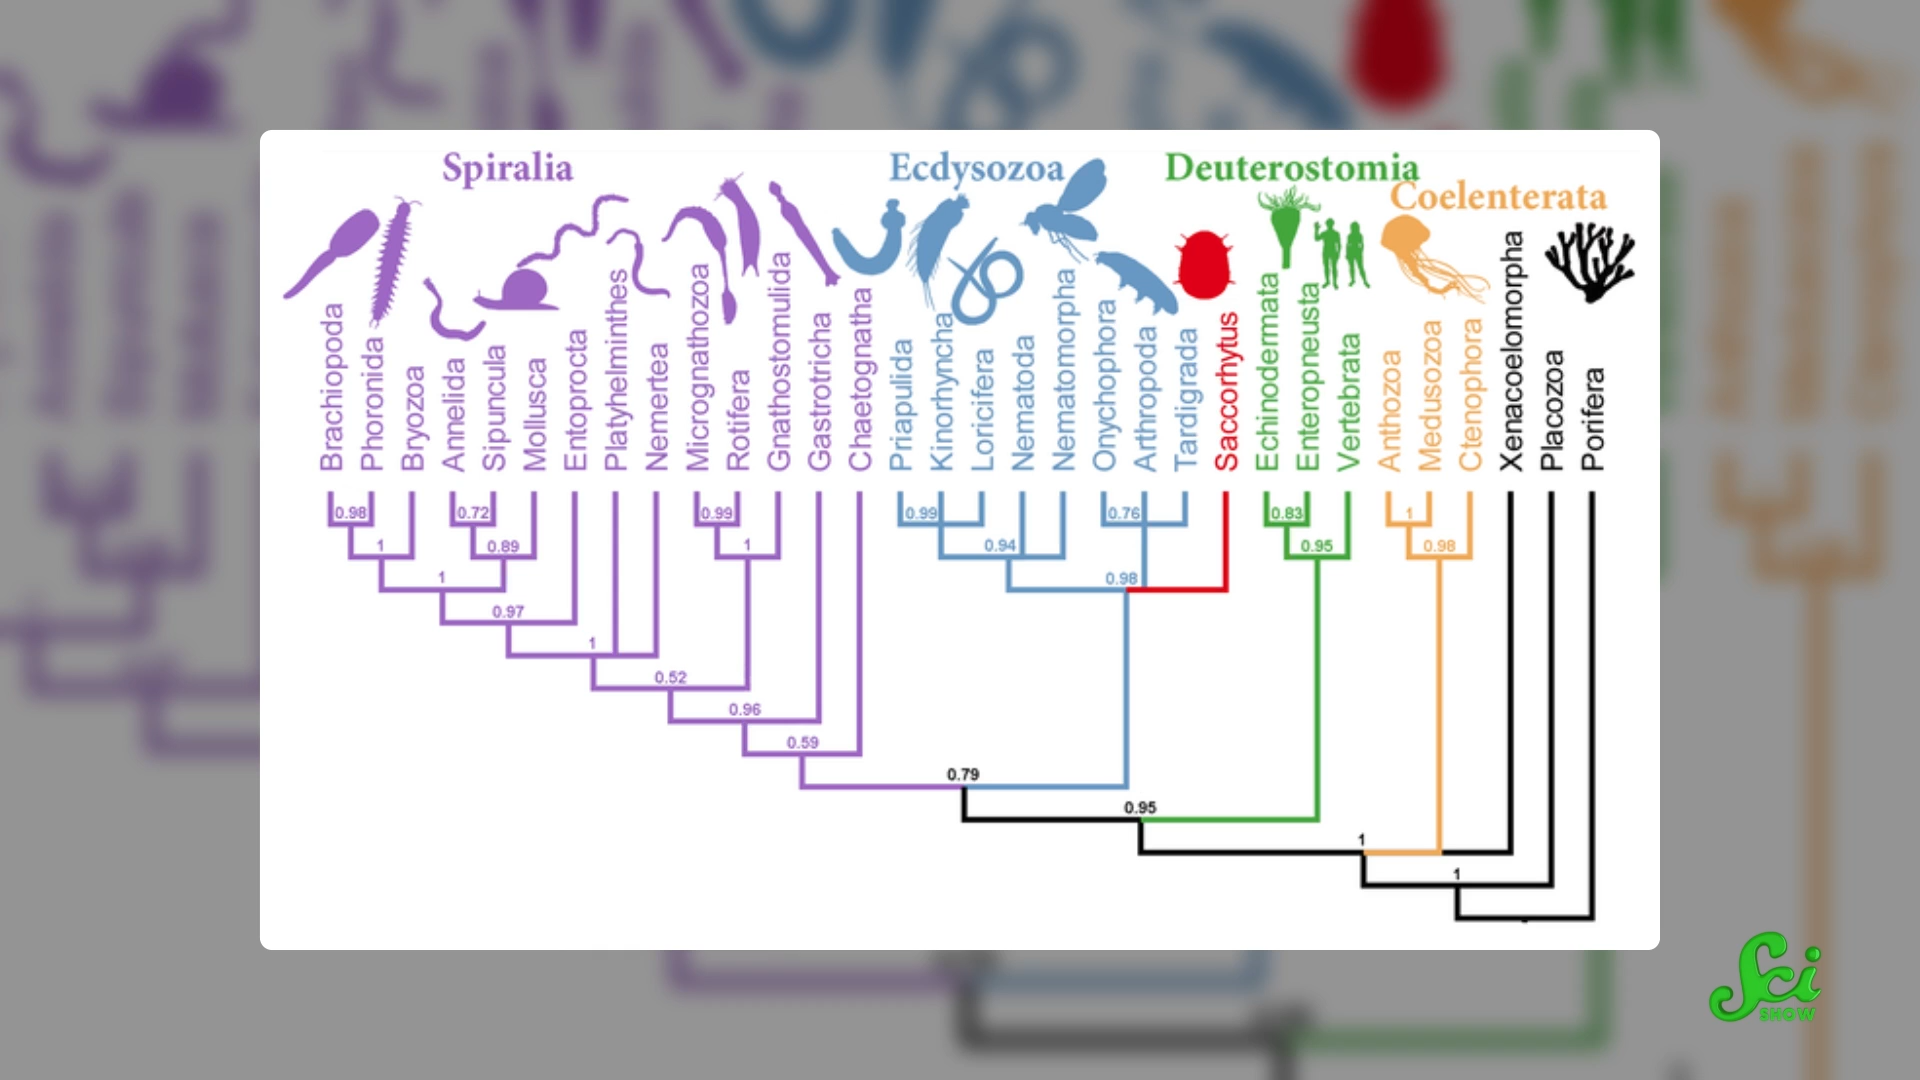 Spiralia
Ecdysozoa
Deuterostomia
Coelenterata
Brachiopoda
Phoronida
Bryozoa
Annelida
Sipuncula
Mollusca
Entoprocta
Platyhelminthes
Nemertea
Micrognathozoa
Rotifera
Gnathostomulida
Gastrotricha
Chaetognatha
Priapulida
Kinorhyncha
Loricifera
Nematoda
Nematomorpha
Onychophora
Arthropoda
Tardigrada
Saccorhytus
Echinodermata
Enteropneusta
Vertebrata
Anthozoa
Medusozoa
Ctenophora
Xenacoelomorpha
Placozoa
Porifera
0.98
0.72
0.99
0.99
0.76
0.83
1
1
0.89
1
0.94
0.95
0.98
1
0.98
0.97
1
0.52
0.96
0.59
0.79
0.95
1
1
Sci
SHOW